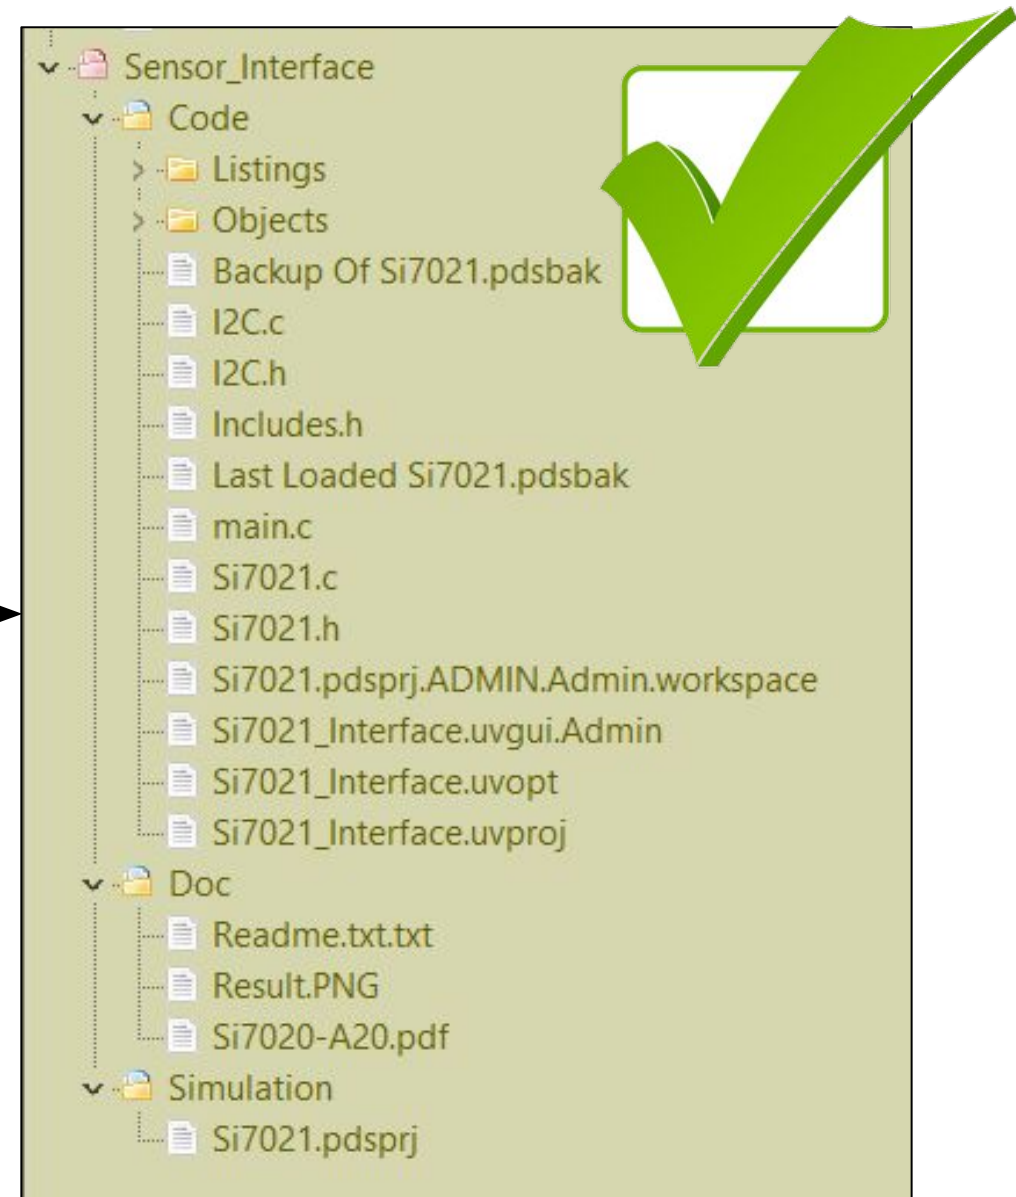 Sensor_Interface
Code
Listings
Objects
Backup Of Si7021.pdsbak
I2C.c
I2C.h
Includes.h
Last Loaded Si7021.pdsbak
main.c
Si7021.c
Si7021.h
Si7021.pdsprj.ADMIN.Admin.workspace
Si7021_Interface.uvgui.Admin
Si7021_Interface.uvopt
Si7021_Interface.uvproj
Doc
Readme.txt.txt
Result.PNG
Si7020-A20.pdf
Simulation
Si7021.pdsprj